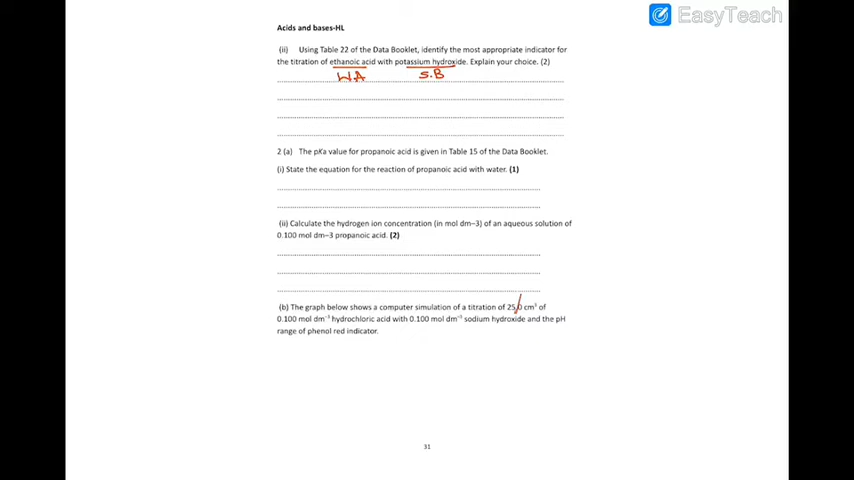 EasyTeach
Acids and bases-HL
(ii) Using Table 22 of the Data Booklet, identify the most appropriate indicator for
the titration of ethanoic acid with potassium hydroxide. Explain your choice. (2)
W.A S.B
2 (a) The pKa value for propanoic acid is given in Table 15 of the Data Booklet.
(i) State the equation for the reaction of propanoic acid with water. (1)
(ii) Calculate the hydrogen ion concentration (in mol dm–3) of an aqueous solution of
0.100 mol dm–3 propanoic acid. (2)
(b) The graph below shows a computer simulation of a titration of 25.0 cm³ of
0.100 mol dm⁻³ hydrochloric acid with 0.100 mol dm⁻³ sodium hydroxide and the pH
range of phenol red indicator.
31